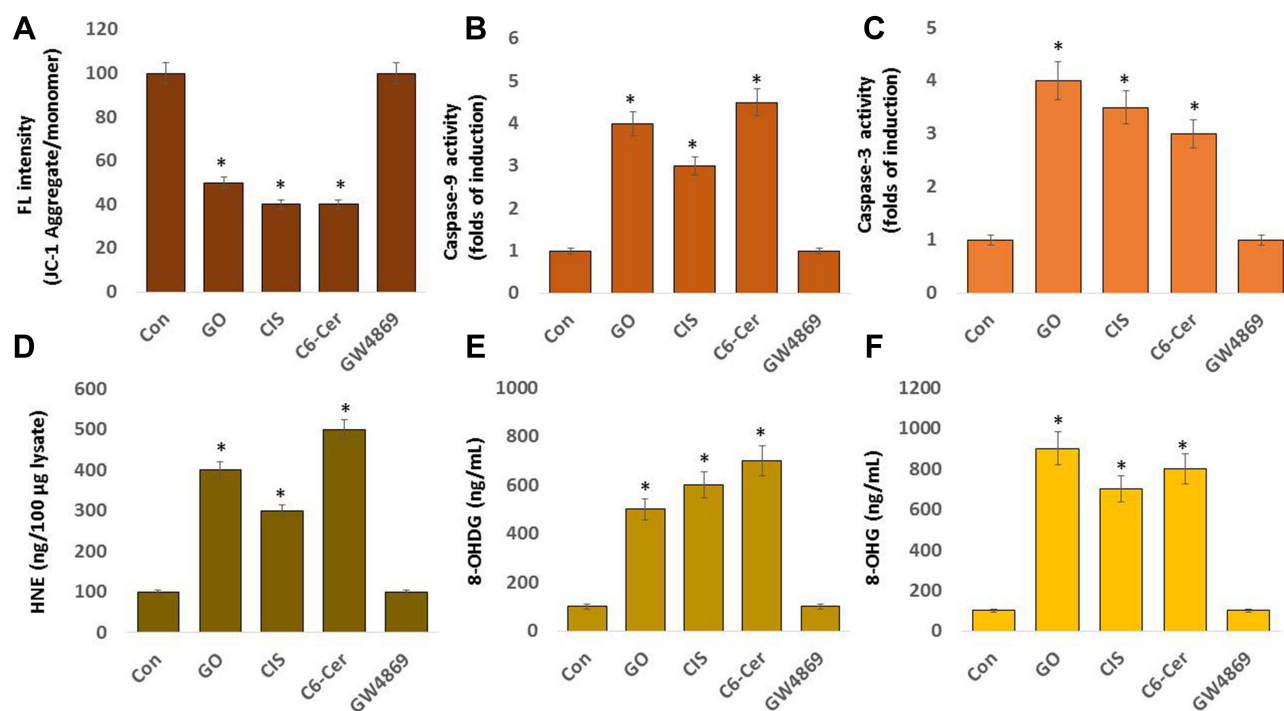 A
FL intensity
(JC-1 Aggregate/monomer)
120
100
80
60
40
20
0
*
*
*
Con
GO
CIS
C6-Cer
GW4869
B
Caspase-9 activity
(folds of induction)
6
5
4
3
2
1
0
*
*
*
Con
GO
CIS
C6-Cer
GW4869
C
Caspase-3 activity
(folds of induction)
5
4
3
2
1
0
*
*
*
Con
GO
CIS
C6-Cer
GW4869
D
HNE (ng/100 µg lysate)
600
500
400
300
200
100
0
*
*
*
Con
GO
CIS
C6-Cer
GW4869
E
8-OHDG (ng/mL)
1000
800
600
400
200
0
*
*
*
Con
GO
CIS
C6-Cer
GW4869
F
8-OHG (ng/mL)
1200
1000
800
600
400
200
0
*
*
*
Con
GO
CIS
C6-Cer
GW4869